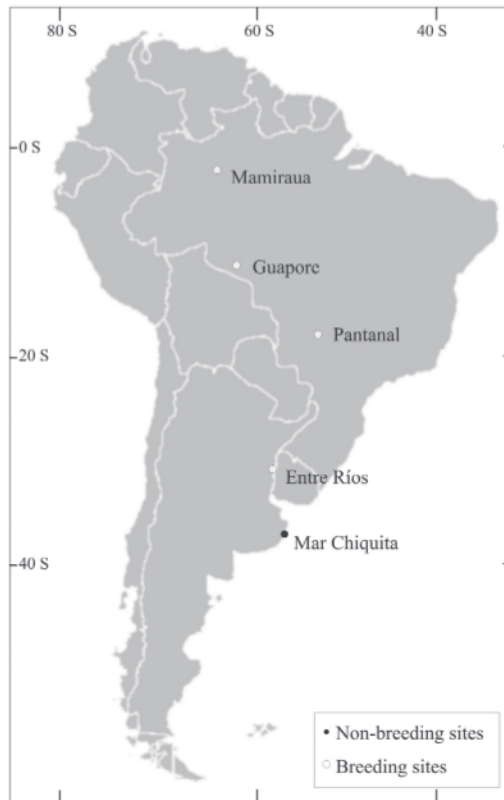 80 S 60 S 40 S
0 S
Mamiraua
Guapore
Pantanal
20 S
Entre Ríos
Mar Chiquita
40 S
Non-breeding sites
Breeding sites